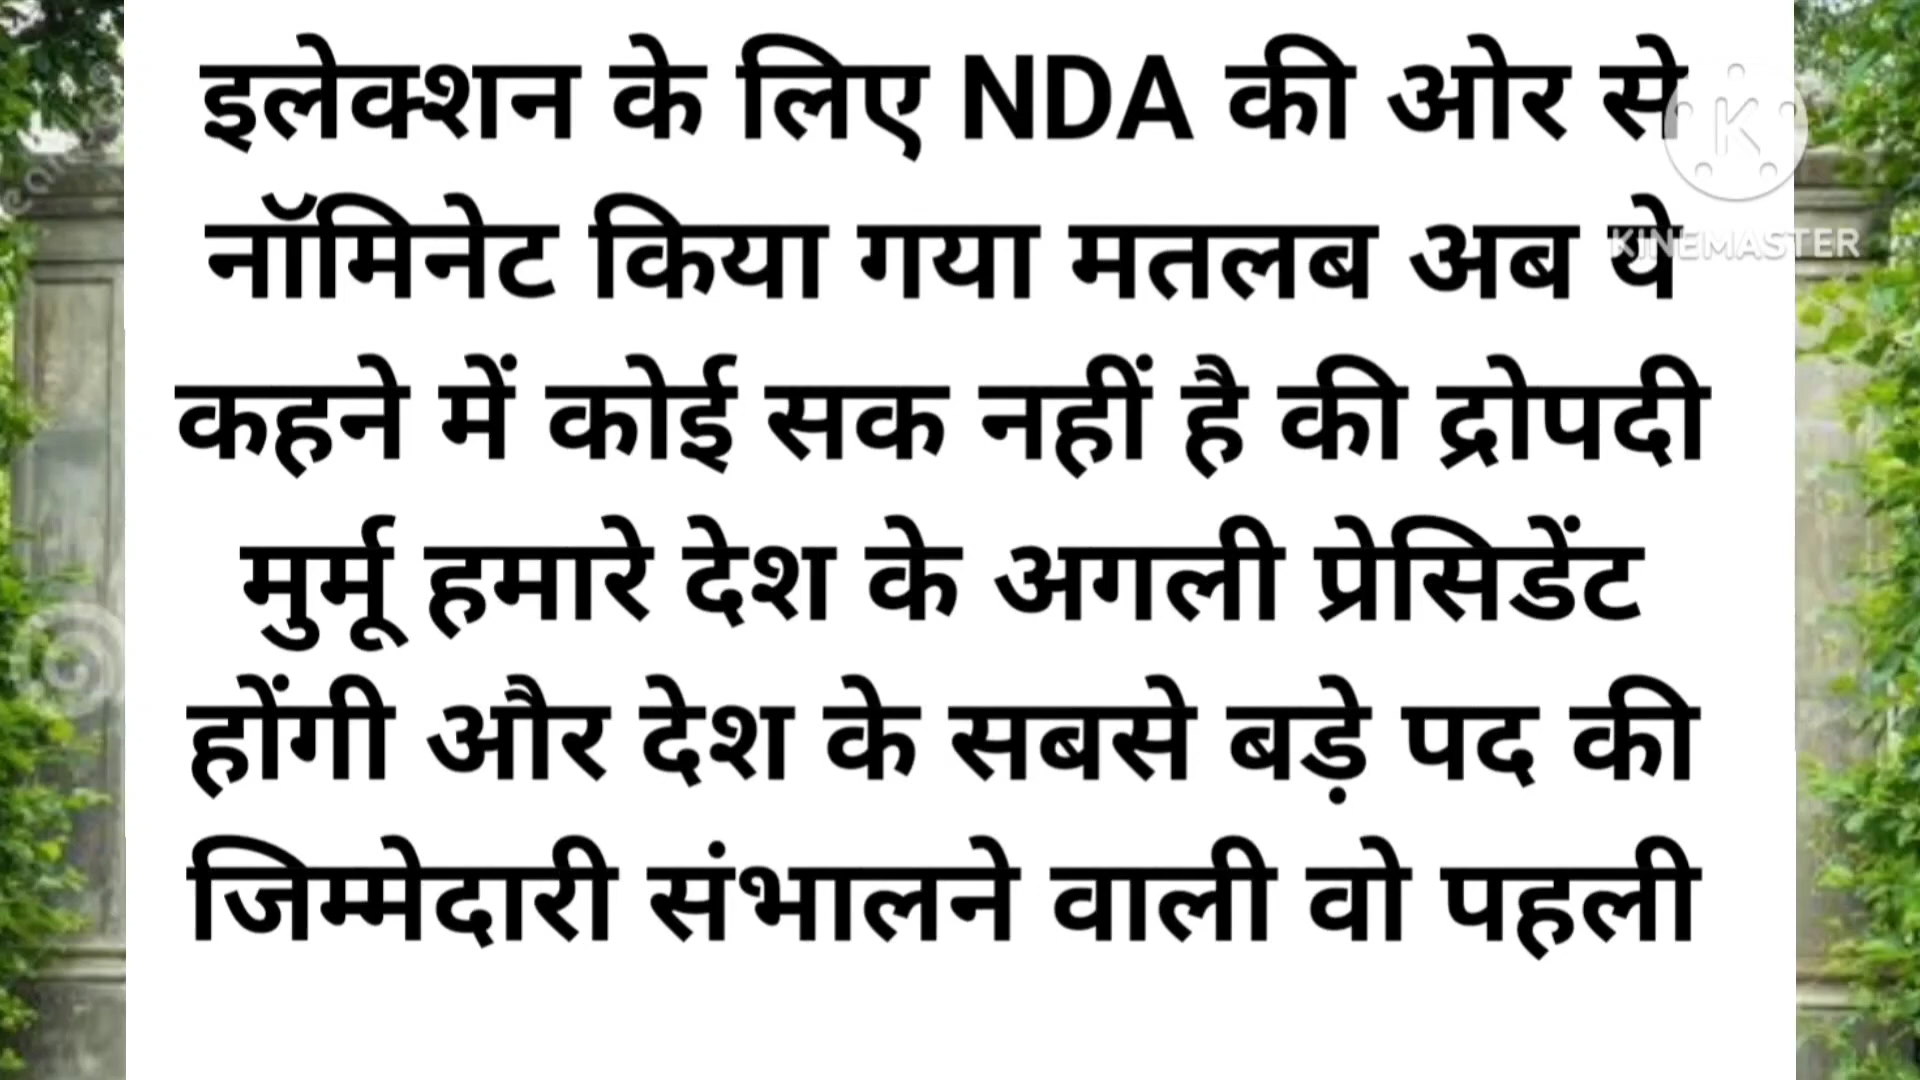 इलेक्शन के लिए NDA की ओर से
नॉमिनेट किया गया मतलब अब ये
कहने में कोई सक नहीं है की द्रोपदी
मुर्मू हमारे देश के अगली प्रेसिडेंट
होंगी और देश के सबसे बड़े पद की
जिम्मेदारी संभालने वाली वो पहली
K
KINEMASTER